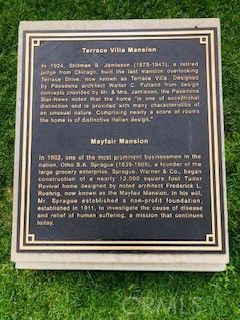 Terrace Villa Mansion
In 1924, Stillman B. Jamieson (1875-1943), a retired
judge from Chicago, built the last mansion overlooking
Terrace Drive, now known as Terrace Villa. Designed
by Pasadena architect Walter C. Folland from design
concepts provided by Mr. & Mrs. Jamieson, the Pasadena
Star-News noted that the home "is one of exceptional
distinction and is provided with many characteristics of
an unusual nature. Comprising nearly a score of rooms
the home is of distinctive Italian design."
Mayfair Mansion
In 1902, one of the most prominent businessmen in the
nation, Otho S.A. Sprague (1839-1909), a founder of the
large grocery enterprise, Sprague, Warner & Co., began
construction of a nearly 12,000 square foot Tudor
Revival home designed by noted architect Frederick L.
Roehrig, now known as the Mayfair Mansion. In his will,
Mr. Sprague established a non-profit foundation,
established in 1911, to investigate the cause of disease
and relief of human suffering, a mission that continues
today.